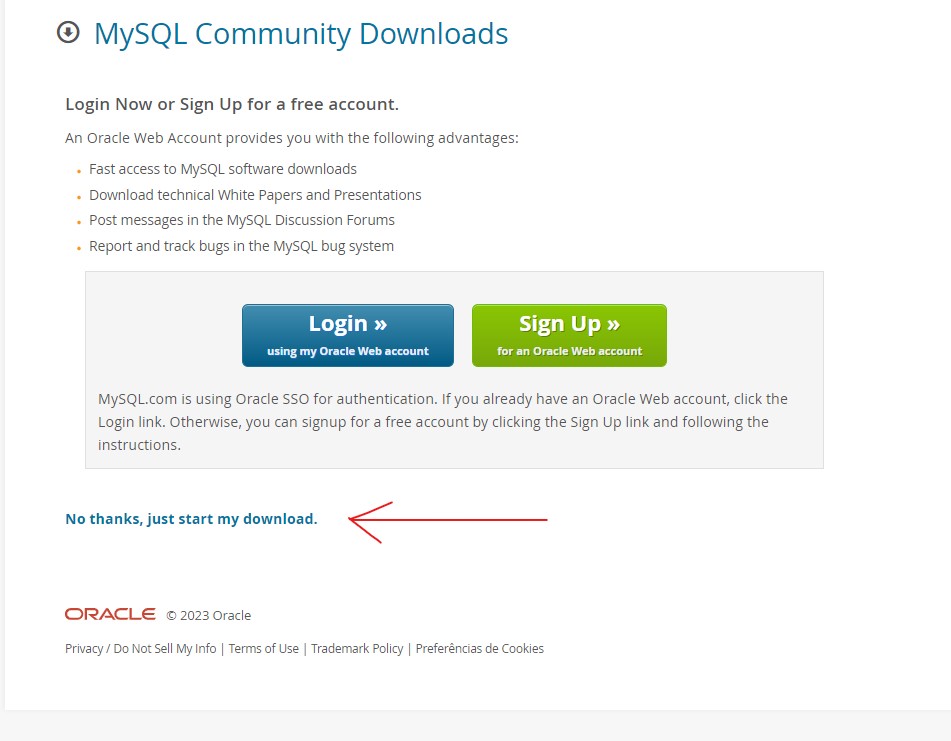 MySQL Community Downloads
Login Now or Sign Up for a free account.
An Oracle Web Account provides you with the following advantages:
Fast access to MySQL software downloads
Download technical White Papers and Presentations
Post messages in the MySQL Discussion Forums
Report and track bugs in the MySQL bug system
Login »
using my Oracle Web account
Sign Up »
for an Oracle Web account
MySQL.com is using Oracle SSO for authentication. If you already have an Oracle Web account, click the
Login link. Otherwise, you can signup for a free account by clicking the Sign Up link and following the
instructions.
No thanks, just start my download.
ORACLE © 2023 Oracle
Privacy / Do Not Sell My Info | Terms of Use | Trademark Policy | Preferências de Cookies